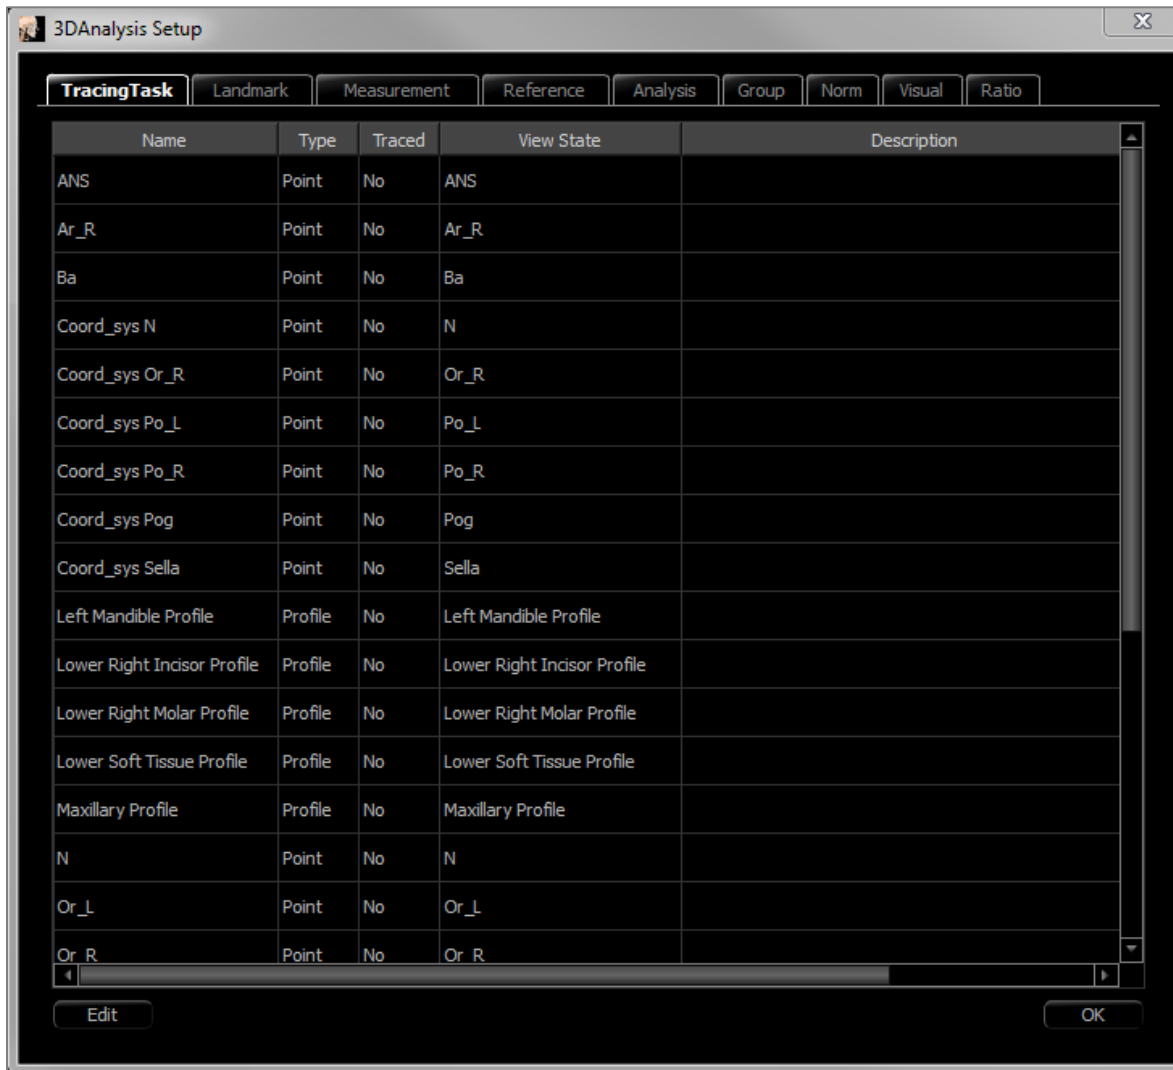 3DAnalysis Setup
TracingTask Landmark Measurement Reference Analysis Group Norm Visual Ratio
Name Type Traced View State Description
ANS Point No ANS
Ar_R Point No Ar_R
Ba Point No Ba
Coord_sys N Point No N
Coord_sys Or_R Point No Or_R
Coord_sys Po_L Point No Po_L
Coord_sys Po_R Point No Po_R
Coord_sys Pog Point No Pog
Coord_sys Sella Point No Sella
Left Mandible Profile Profile No Left Mandible Profile
Lower Right Incisor Profile Profile No Lower Right Incisor Profile
Lower Right Molar Profile Profile No Lower Right Molar Profile
Lower Soft Tissue Profile Profile No Lower Soft Tissue Profile
Maxillary Profile Profile No Maxillary Profile
N Point No N
Or_L Point No Or_L
Or_R Point No Or_R
Edit OK